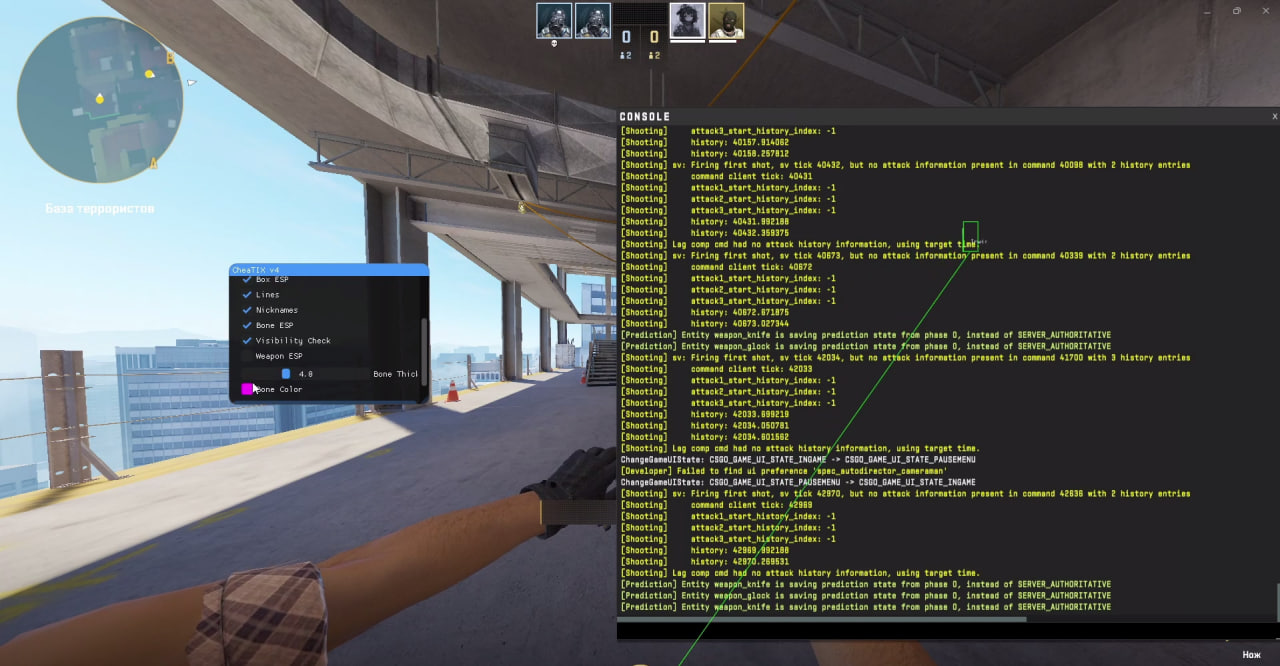 0 0
2 2
B
A
База террористов
CheaTIX v4
Box ESP
Lines
Nicknames
Bone ESP
Visibility Check
Weapon ESP
4.0 Bone Thick
Bone Color
CONSOLE X
[Shooting] attack3_start_history_index: -1
[Shooting] history: 40157.914062
[Shooting] history: 40158.257812
[Shooting] sv: Firing first shot, sv tick 40432, but no attack information present in command 40098 with 2 history entries
[Shooting] command client tick: 40431
[Shooting] attack1_start_history_index: -1
[Shooting] attack2_start_history_index: -1
[Shooting] attack3_start_history_index: -1
[Shooting] history: 40431.992188
[Shooting] history: 40432.359375
[Shooting] Lag comp cmd had no attack history information, using target time.
[Shooting] sv: Firing first shot, sv tick 40673, but no attack information present in command 40339 with 2 history entries
[Shooting] command client tick: 40672
[Shooting] attack1_start_history_index: -1
[Shooting] attack2_start_history_index: -1
[Shooting] attack3_start_history_index: -1
[Shooting] history: 40672.671875
[Shooting] history: 40673.027344
[Prediction] Entity weapon_knife is saving prediction state from phase 0, instead of SERVER_AUTHORITATIVE
[Prediction] Entity weapon_glock is saving prediction state from phase 0, instead of SERVER_AUTHORITATIVE
[Shooting] sv: Firing first shot, sv tick 42034, but no attack information present in command 41700 with 3 history entries
[Shooting] command client tick: 42033
[Shooting] attack1_start_history_index: -1
[Shooting] attack2_start_history_index: -1
[Shooting] attack3_start_history_index: -1
[Shooting] history: 42033.699219
[Shooting] history: 42034.050781
[Shooting] history: 42034.601562
[Shooting] Lag comp cmd had no attack history information, using target time.
ChangeGameUIState: CSGO_GAME_UI_STATE_INGAME -> CSGO_GAME_UI_STATE_PAUSEMENU
[Developer] Failed to find ui preference 'spec_autodirector_cameraman'
ChangeGameUIState: CSGO_GAME_UI_STATE_PAUSEMENU -> CSGO_GAME_UI_STATE_INGAME
[Shooting] sv: Firing first shot, sv tick 42970, but no attack information present in command 42636 with 2 history entries
[Shooting] command client tick: 42969
[Shooting] attack1_start_history_index: -1
[Shooting] attack2_start_history_index: -1
[Shooting] attack3_start_history_index: -1
[Shooting] history: 42969.992188
[Shooting] history: 42970.269531
[Shooting] Lag comp cmd had no attack history information, using target time.
[Prediction] Entity weapon_knife is saving prediction state from phase 0, instead of SERVER_AUTHORITATIVE
[Prediction] Entity weapon_glock is saving prediction state from phase 0, instead of SERVER_AUTHORITATIVE
[Prediction] Entity weapon_knife is saving prediction state from phase 0, instead of SERVER_AUTHORITATIVE
Нож